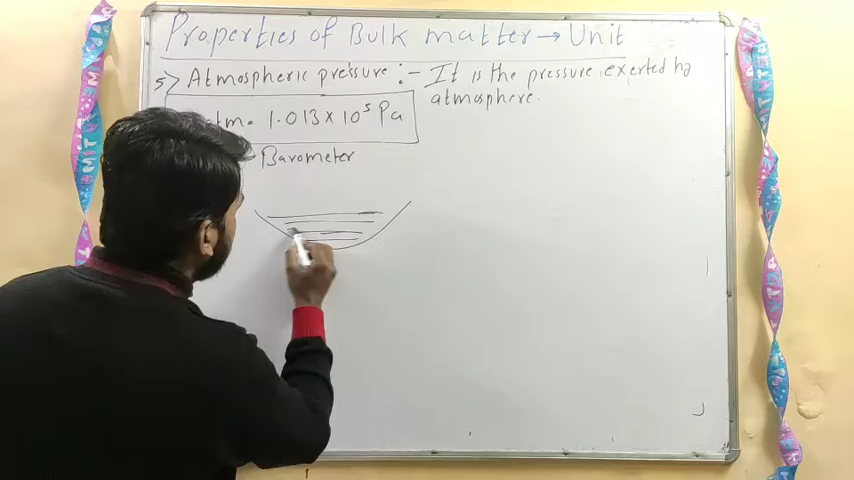 Properties of Bulk matter → Unit
5> Atmospheric pressure :- It is the pressure exerted by
atmosphere.
atm = 1.013 x 10⁵ Pa
Barometer